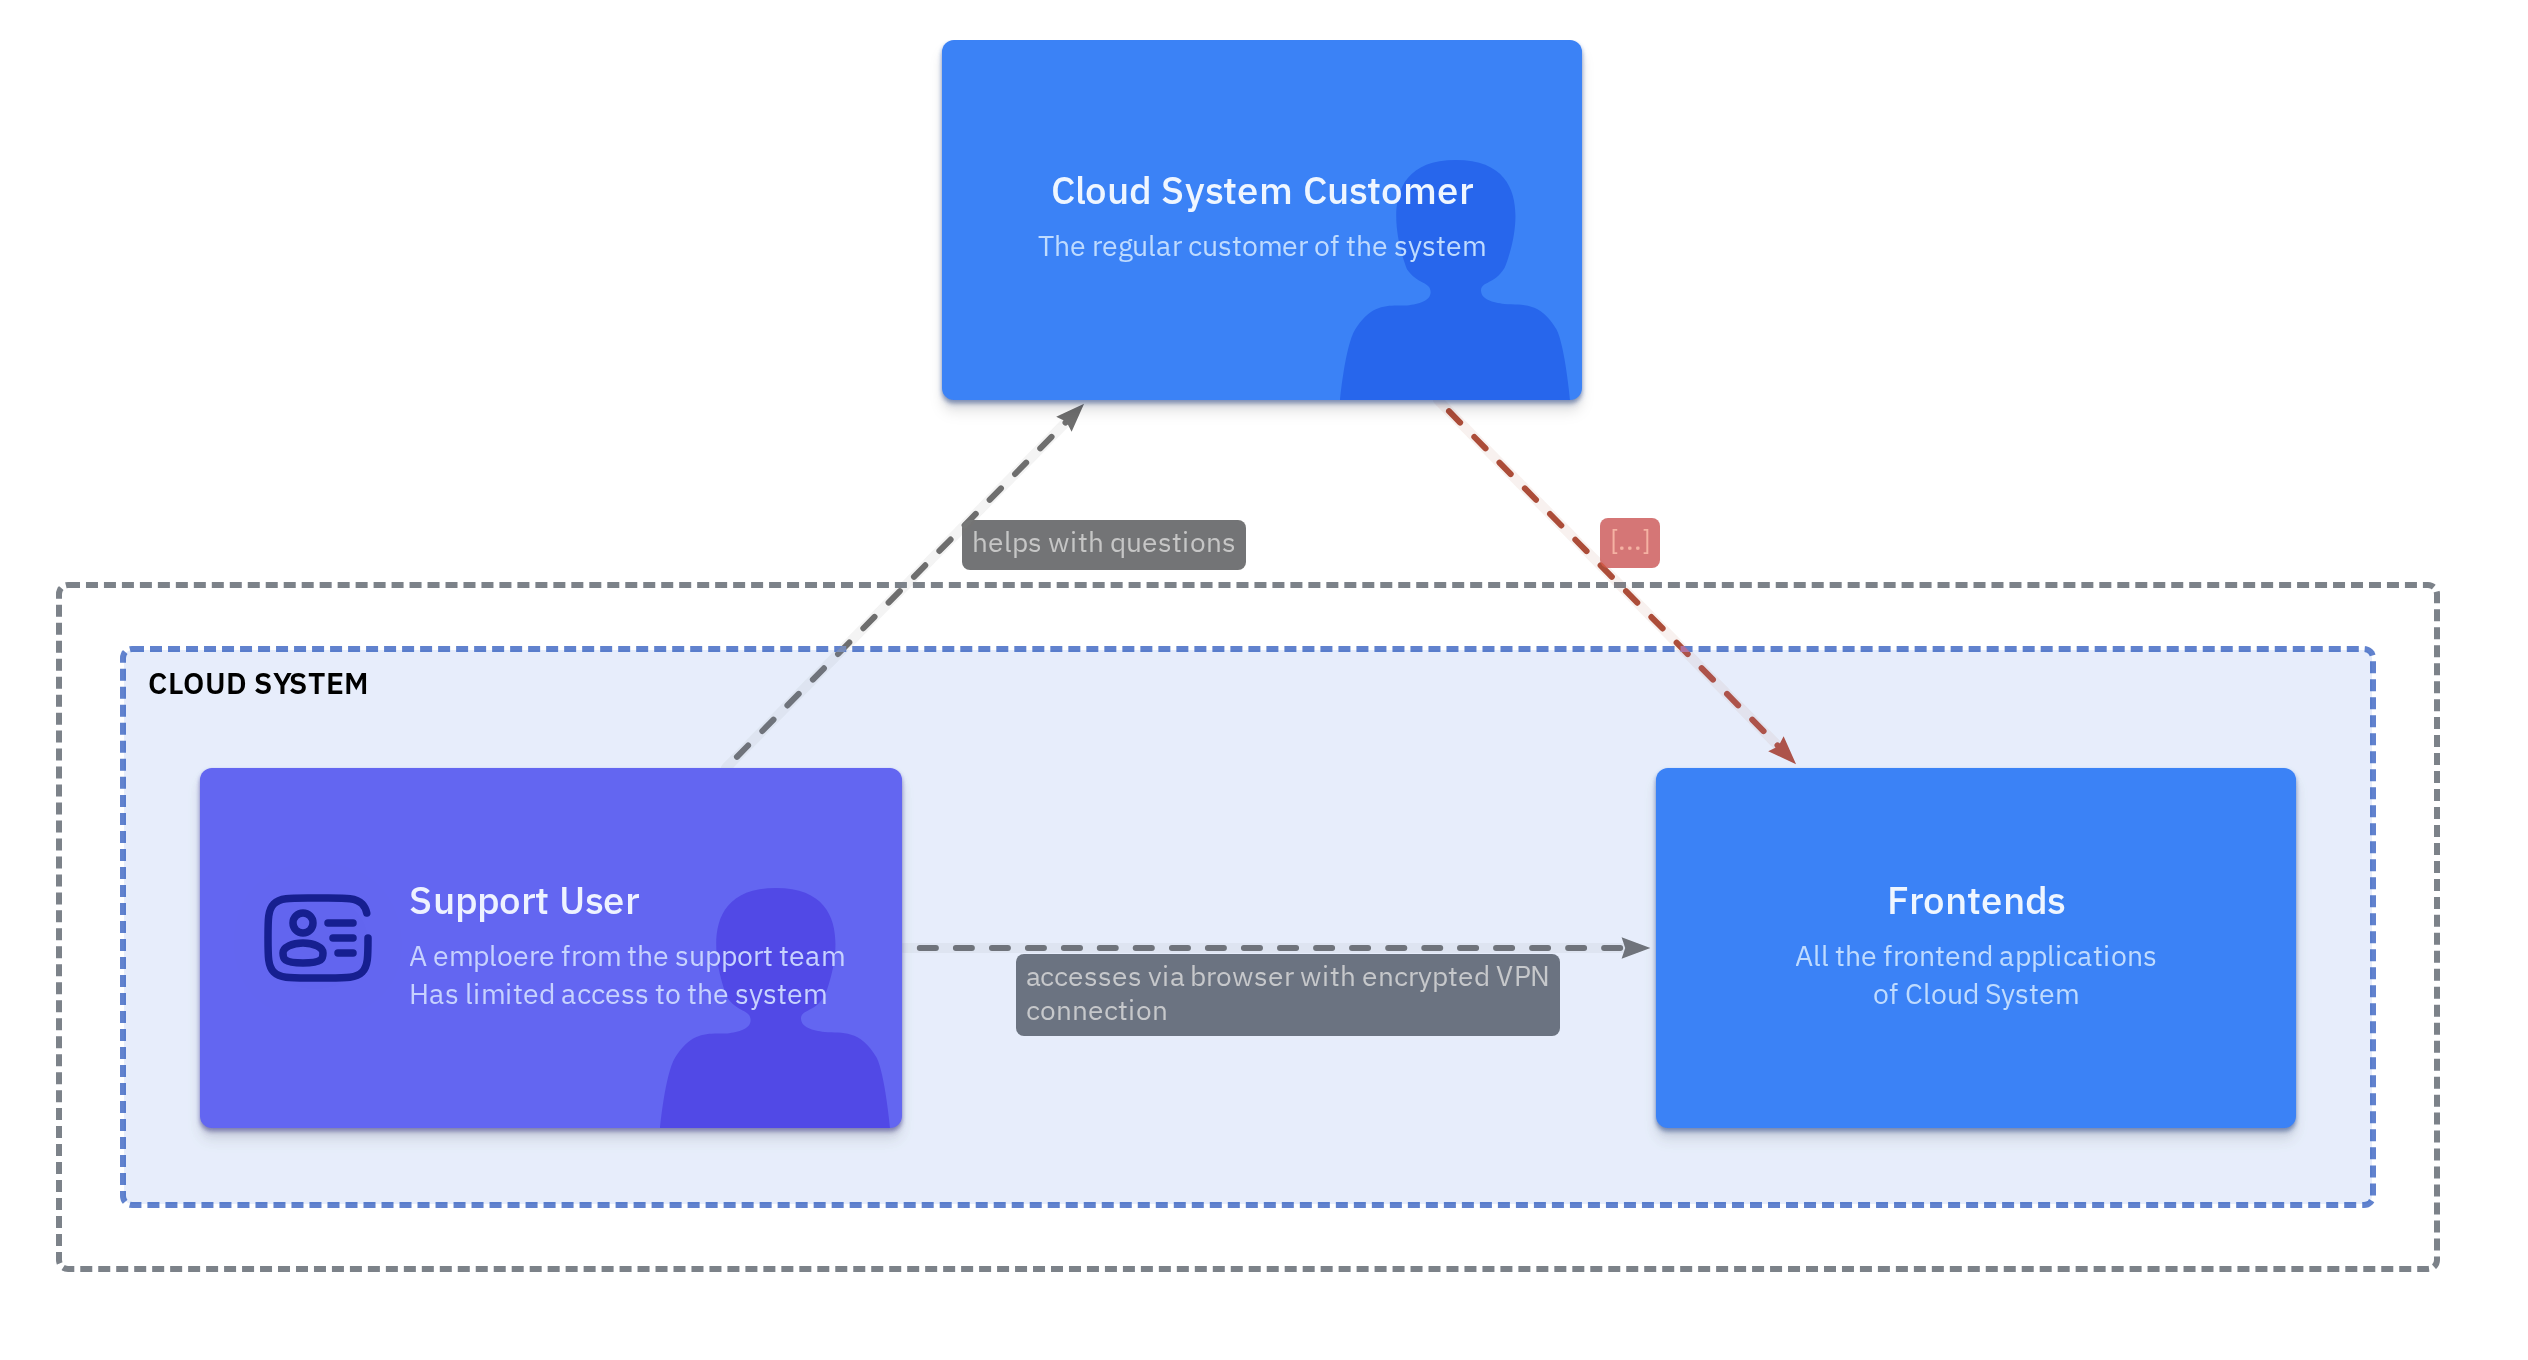 Cloud System Customer
The regular customer of the system
helps with questions
[...]
CLOUD SYSTEM
Support User
A emploere from the support team
Has limited access to the system
accesses via browser with encrypted VPN
connection
Frontends
All the frontend applications
of Cloud System